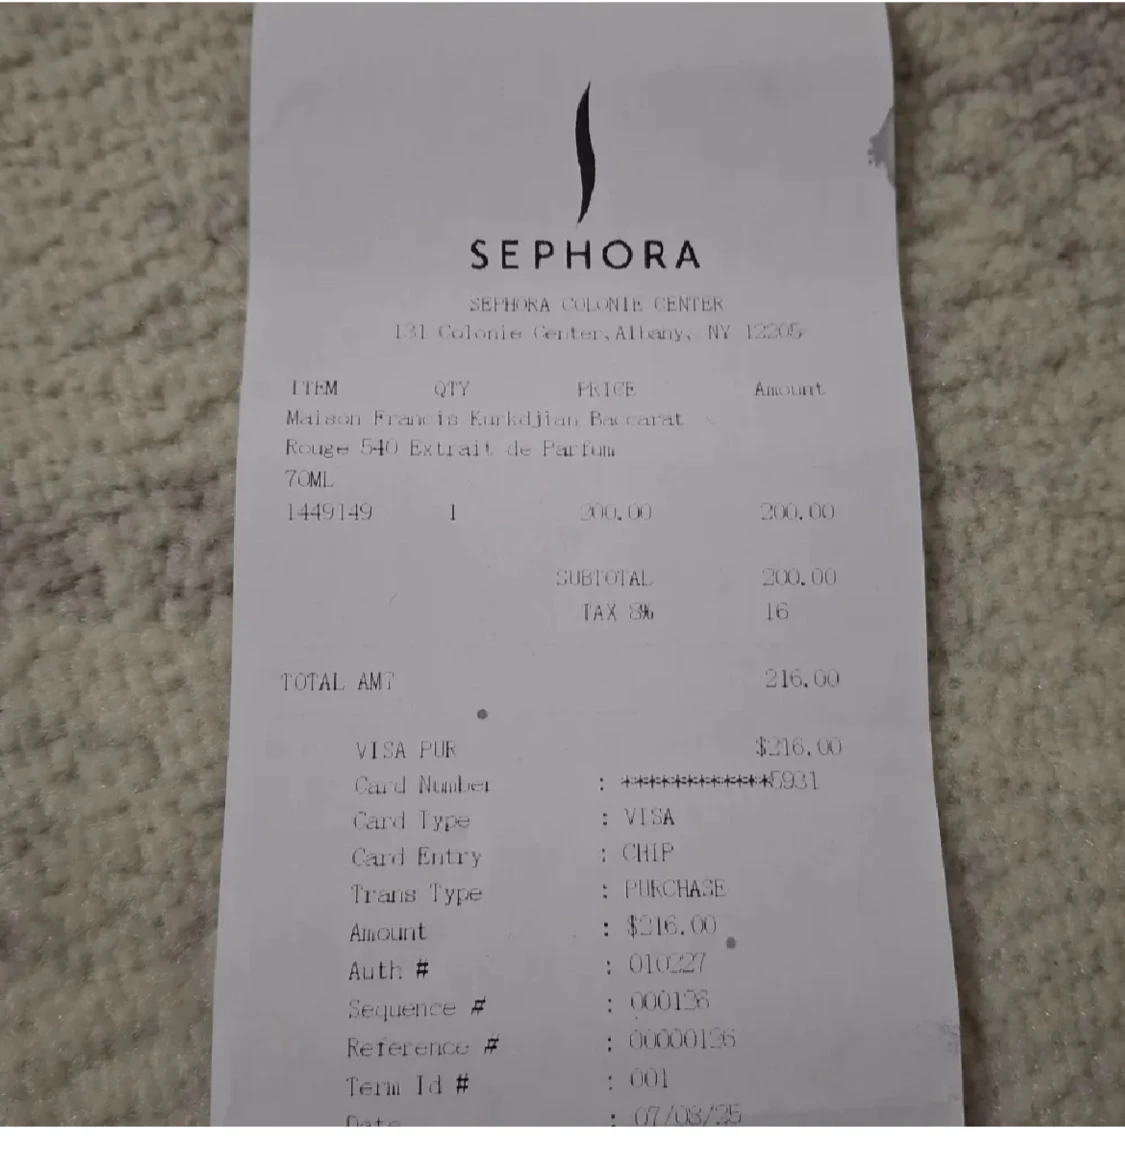 SEPHORA
SEPHORA COLONIE CENTER
131 Colonie Center, Albany, NY 12205
ITEM QTY PRICE Amount
Maison Francis Kurkdjian Baccarat
Rouge 540 Extrait de Parfum
70ML
1449149 1 200.00 200.00
SUBTOTAL 200.00
TAX 8% 16
TOTAL AMT 216.00
VISA PUR $216.00
Card Number : ************5931
Card Type : VISA
Card Entry : CHIP
Trans Type : PURCHASE
Amount : $216.00
Auth # : 010227
Sequence # : 000126
Reference # : 00000126
Term Id # : 001
Date : 07/08/25